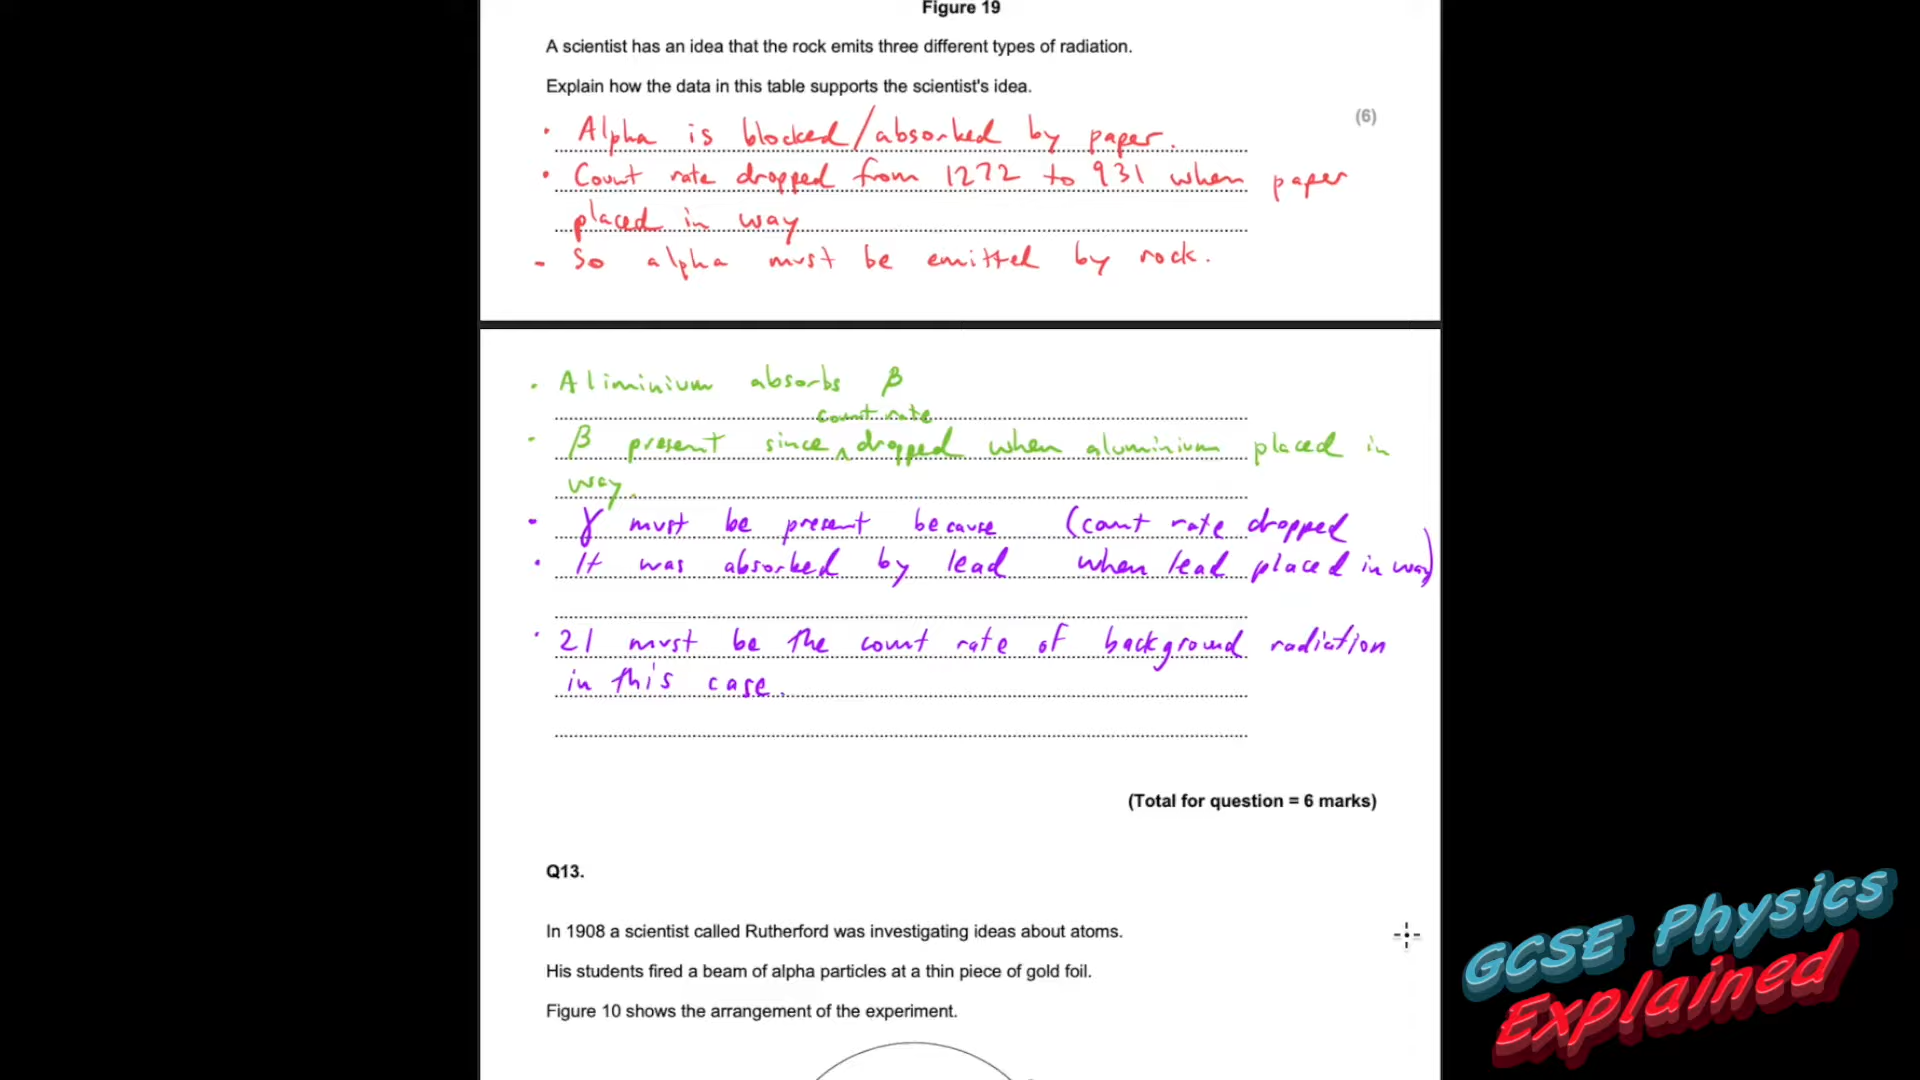 Figure 19
A scientist has an idea that the rock emits three different types of radiation.
Explain how the data in this table supports the scientist's idea.
(6)
· Alpha is blocked/absorbed by paper.
· Count rate dropped from 1272 to 931 when paper
placed in way
- So alpha must be emitted by rock.
· Aliminium absorbs β
count rate
· β present since ^ dropped when aluminium placed in
way.
· γ must be present because (count rate dropped
· It was absorbed by lead when lead placed in way)
· 21 must be the count rate of background radiation
in this case.
(Total for question = 6 marks)
Q13.
In 1908 a scientist called Rutherford was investigating ideas about atoms.
His students fired a beam of alpha particles at a thin piece of gold foil.
Figure 10 shows the arrangement of the experiment.
GCSE Physics
Explained